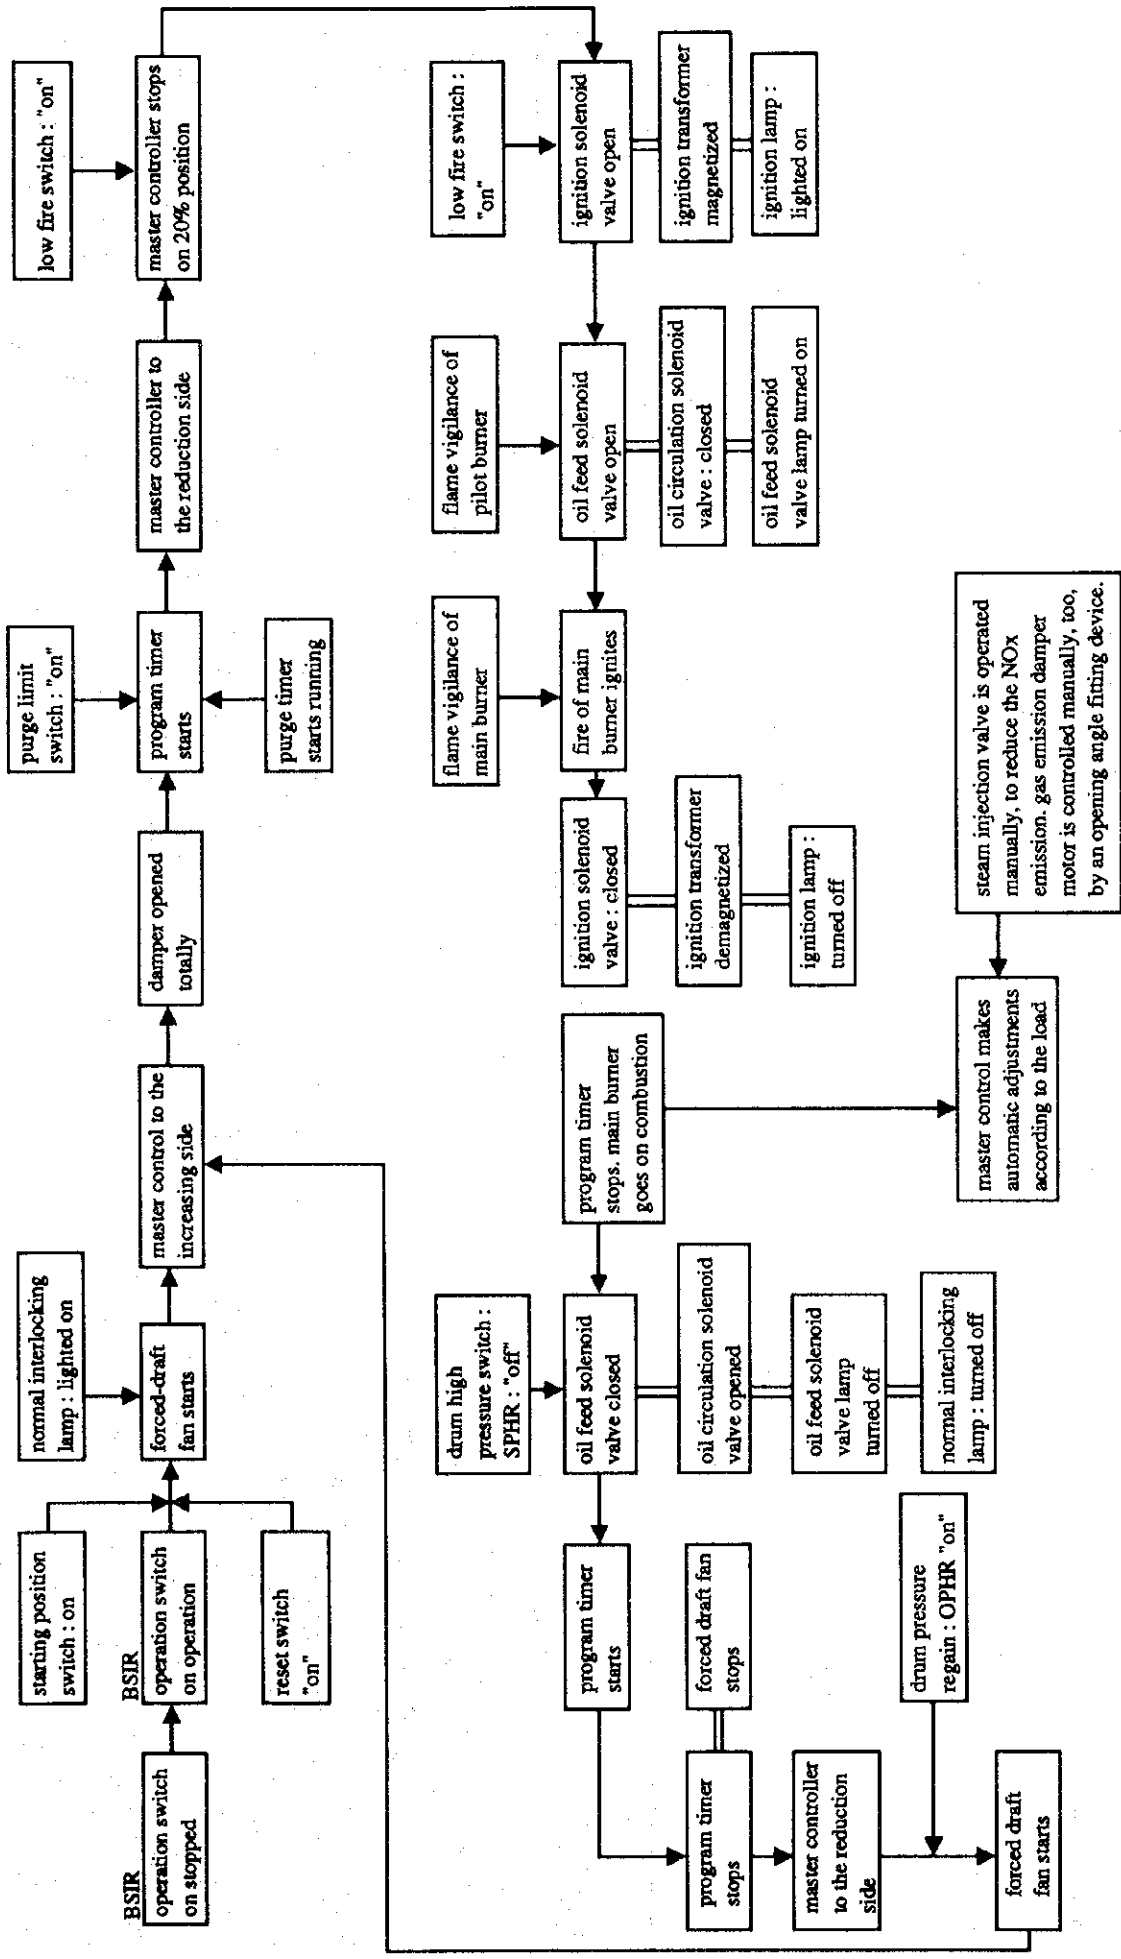 BSIR
operation switch
on stopped
starting position
switch : on
BSIR
operation switch
on operation
reset switch
"on"
normal interlocking
lamp : lighted on
forced-draft
fan starts
master control to the
increasing side
damper opened
totally
purge limit
switch : "on"
program timer
starts
purge timer
starts running
master controller to
the reduction side
low fire switch : "on"
master controller stops
on 20% position
low fire switch :
"on"
ignition solenoid
valve open
ignition transformer
magnetized
ignition lamp :
lighted on
flame vigilance of
pilot burner
oil feed solenoid
valve open
oil circulation solenoid
valve : closed
oil feed solenoid
valve lamp turned on
flame vigilance of
main burner
fire of main
burner ignites
ignition solenoid
valve : closed
ignition transformer
demagnetized
ignition lamp :
turned off
program timer
stops. main burner
goes on combustion
steam injection valve is operated
manually, to reduce the NOx
emission. gas emission damper
motor is controlled manually, too,
by an opening angle fitting device.
master control makes
automatic adjustments
according to the load
drum high
pressure switch :
SPHR : "off"
oil feed solenoid
valve closed
oil circulation solenoid
valve opened
oil feed solenoid
valve lamp
turned off
normal interlocking
lamp : turned off
program timer
starts
forced draft fan
stops
program timer
stops
master controller
to the reduction
side
drum pressure
regain : OPHR "on"
forced draft
fan starts